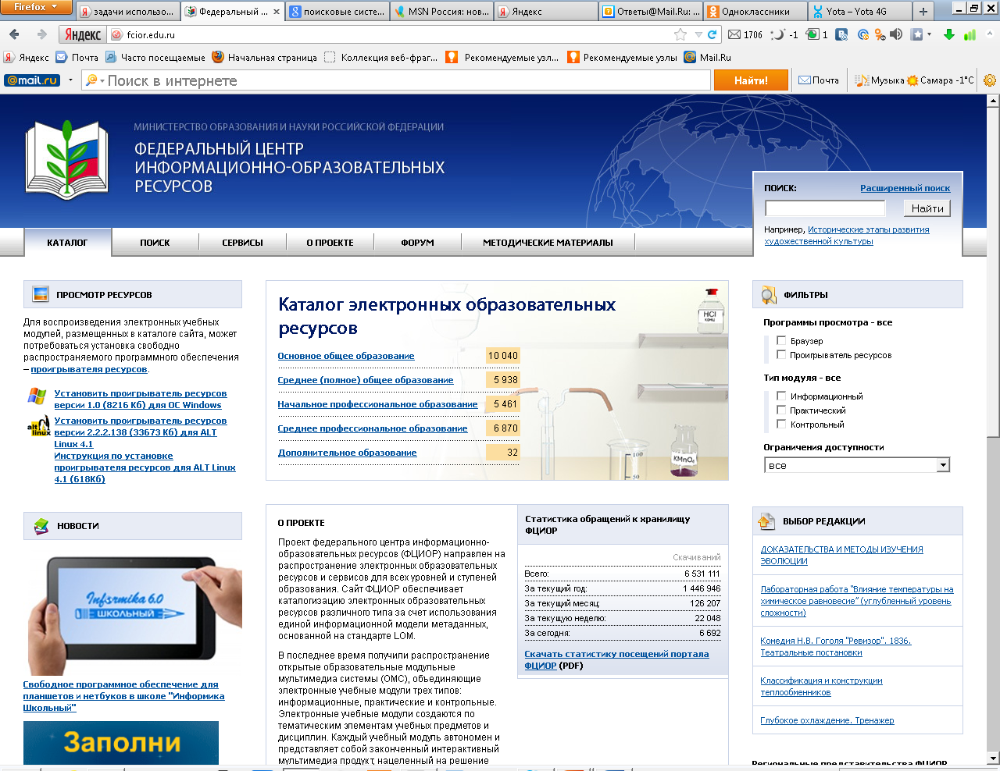 Firefox
задачи использо...
Федеральный ...
поисковые систе...
MSN Россия: нов...
Яндекс
Ответы@Mail.Ru: ...
Одноклассники
Yota – Yota 4G
Яндекс fcior.edu.ru
1706
-1
1
Яндекс
Почта
Часто посещаемые
Начальная страница
Коллекция веб-фраг...
Рекомендуемые узл...
Рекомендуемые узлы
Mail.Ru
@mail.ru
Поиск в интернете
Найти!
Почта
Музыка
Самара -1°C
МИНИСТЕРСТВО ОБРАЗОВАНИЯ И НАУКИ РОССИЙСКОЙ ФЕДЕРАЦИИ
ФЕДЕРАЛЬНЫЙ ЦЕНТР
ИНФОРМАЦИОННО-ОБРАЗОВАТЕЛЬНЫХ
РЕСУРСОВ
ПОИСК:
Расширенный поиск
Найти
Например, Исторические этапы развития
художественной культуры
КАТАЛОГ
ПОИСК
СЕРВИСЫ
О ПРОЕКТЕ
ФОРУМ
МЕТОДИЧЕСКИЕ МАТЕРИАЛЫ
ПРОСМОТР РЕСУРСОВ
Для воспроизведения электронных учебных
модулей, размещенных в каталоге сайта, может
потребоваться установка свободно
распространяемого программного обеспечения
– проигрывателя ресурсов.
Установить проигрыватель ресурсов
версии 1.0 (8216 Кб) для ОС Windows
alt linux
Установить проигрыватель ресурсов
версии 2.2.2.138 (33673 Кб) для ALT
Linux 4.1
Инструкция по установке
проигрывателя ресурсов для ALT Linux
4.1 (618Кб)
НОВОСТИ
Informika 6.0
ШКОЛЬНЫЙ
Свободное программное обеспечение для
планшетов и нетбуков в школе "Информика
Школьный"
Заполни
Каталог электронных образовательных
ресурсов
Основное общее образование 10 040
Среднее (полное) общее образование 5 938
Начальное профессиональное образование 5 461
Среднее профессиональное образование 6 870
Дополнительное образование 32
HCl
конц
100
50
KMnO4
О ПРОЕКТЕ
Проект федерального центра информационно-
образовательных ресурсов (ФЦИОР) направлен на
распространение электронных образовательных
ресурсов и сервисов для всех уровней и ступеней
образования. Сайт ФЦИОР обеспечивает
каталогизацию электронных образовательных
ресурсов различного типа за счет использования
единой информационной модели метаданных,
основанной на стандарте LOM.
В последнее время получили распространение
открытые образовательные модульные
мультимедиа системы (ОМС), объединяющие
электронные учебные модули трех типов:
информационные, практические и контрольные.
Электронные учебные модули создаются по
тематическим элементам учебных предметов и
дисциплин. Каждый учебный модуль автономен и
представляет собой законченный интерактивный
мультимедиа продукт, нацеленный на решение
Статистика обращений к хранилищу
ФЦИОР
Скачиваний
Всего: 6 531 111
За текущий год: 1 446 946
За текущий месяц: 126 207
За текущую неделю: 22 048
За сегодня: 6 692
Скачать статистику посещений портала
ФЦИОР (PDF)
ФИЛЬТРЫ
Программы просмотра - все
Браузер
Проигрыватель ресурсов
Тип модуля - все
Информационный
Практический
Контрольный
Ограничения доступности
все
ВЫБОР РЕДАКЦИИ
ДОКАЗАТЕЛЬСТВА И МЕТОДЫ ИЗУЧЕНИЯ
ЭВОЛЮЦИИ
Лабораторная работа "Влияние температуры на
химическое равновесие" (углубленный уровень
сложности)
Комедия Н.В. Гоголя "Ревизор". 1836.
Театральные постановки
Классификация и конструкции
теплообменников
Глубокое охлаждение. Тренажер
Региональные представительства ФЦИОР